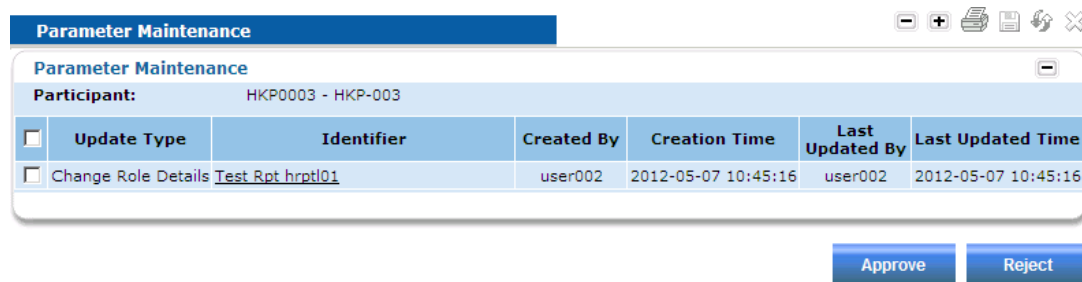 Parameter Maintenance
Parameter Maintenance
Participant: HKP0003 - HKP-003
Update Type Identifier Created By Creation Time Last Updated By Last Updated Time
Change Role Details Test Rpt hrptl01 user002 2012-05-07 10:45:16 user002 2012-05-07 10:45:16
Approve Reject